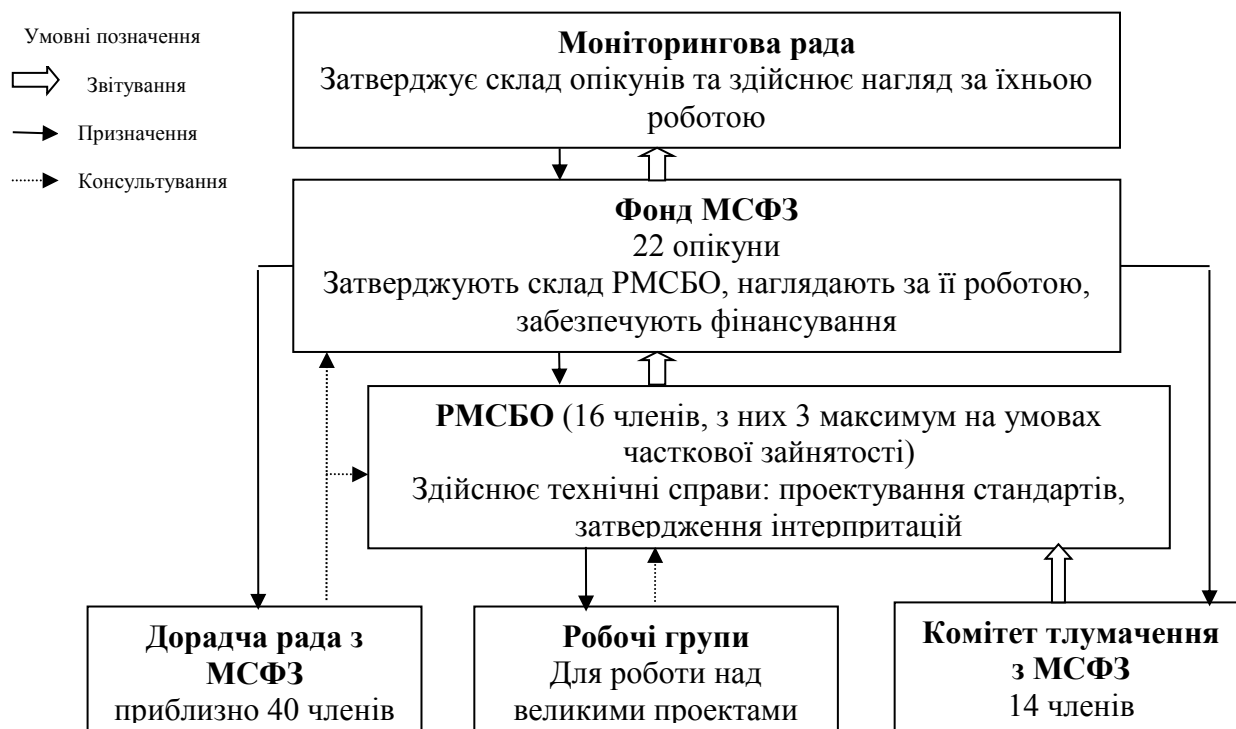 Умовні позначення
Звітування
Призначення
Консультування
Моніторингова рада
Затверджує склад опікунів та здійснює нагляд за їхньою
роботою
Фонд МСФЗ
22 опікуни
Затверджують склад РМСБО, наглядають за її роботою,
забезпечують фінансування
РМСБО (16 членів, з них 3 максимум на умовах
часткової зайнятості)
Здійснює технічні справи: проектування стандартів,
затвердження інтерпритацій
Дорадча рада з
МСФЗ
приблизно 40 членів
Робочі групи
Для роботи над
великими проектами
Комітет тлумачення
з МСФЗ
14 членів